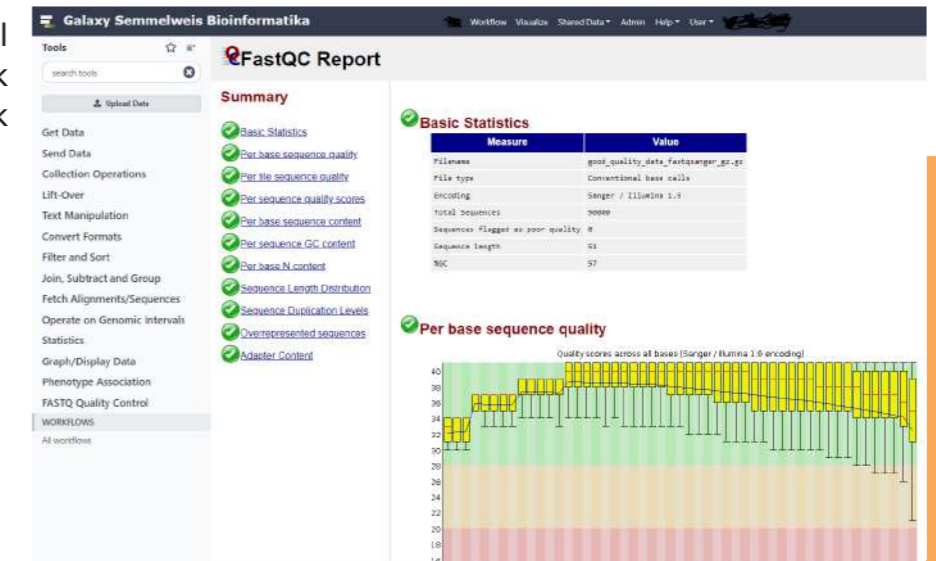 Galaxy Semmelweis Bioinformatika
Workflow Visualize Shared Data Admin Help User
l
k
k
Tools
search tools
Upload Data
Get Data
Send Data
Collection Operations
Lift-Over
Text Manipulation
Convert Formats
Filter and Sort
Join, Subtract and Group
Fetch Alignments/Sequences
Operate on Genomic Intervals
Statistics
Graph/Display Data
Phenotype Association
FASTQ Quality Control
WORKFLOWS
All workflows
FastQC Report
Summary
Basic Statistics
Per base sequence quality
Per tile sequence quality
Per sequence quality scores
Per base sequence content
Per sequence GC content
Per base N content
Sequence Length Distribution
Sequence Duplication Levels
Overrepresented sequences
Adapter Content
Basic Statistics
Measure Value
Filename good_quality_data_fastqsanger_gz.gz
File type Conventional base calls
Encoding Sanger / Illumina 1.9
Total Sequences 50000
Sequences flagged as poor quality 0
Sequence length 51
%GC 57
Per base sequence quality
Quality scores across all bases (Sanger / Illumina 1.9 encoding)
40
38
36
34
32
30
28
26
24
22
20
18